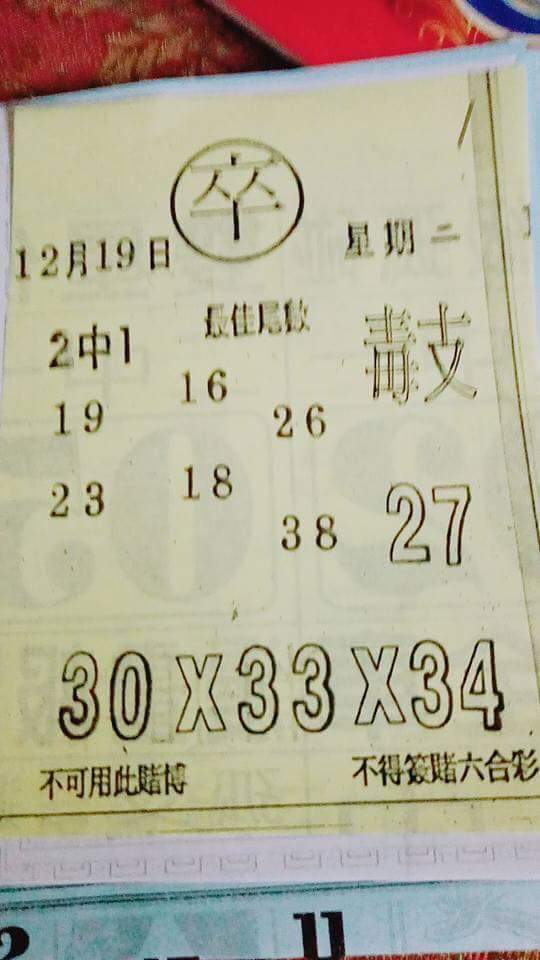 卒
12月19日 星期二
2中1 最佳尾數 毒支
19 16 26
23 18 38 27
30X33X34
不可用此賭博 不得簽賭六合彩